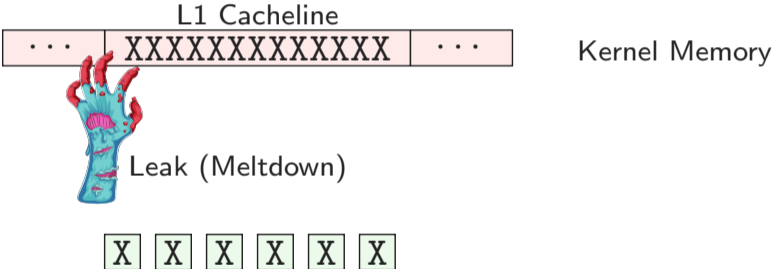 L1 Cacheline
··· XXXXXXXXXXXXX ··· Kernel Memory
Leak (Meltdown)
X X X X X X